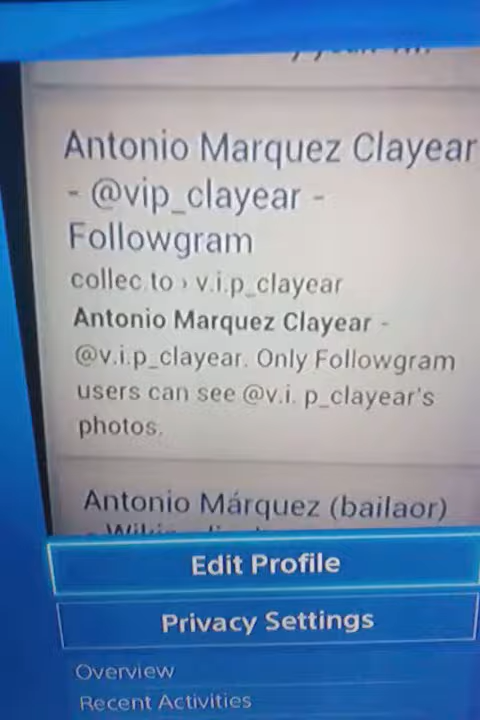 Antonio Marquez Clayear
- @vip_clayear -
Followgram
collec.to › v.i.p_clayear
Antonio Marquez Clayear -
@v.i.p_clayear. Only Followgram
users can see @v.i. p_clayear's
photos.
Antonio Márquez (bailaor)
Edit Profile
Privacy Settings
Overview
Recent Activities